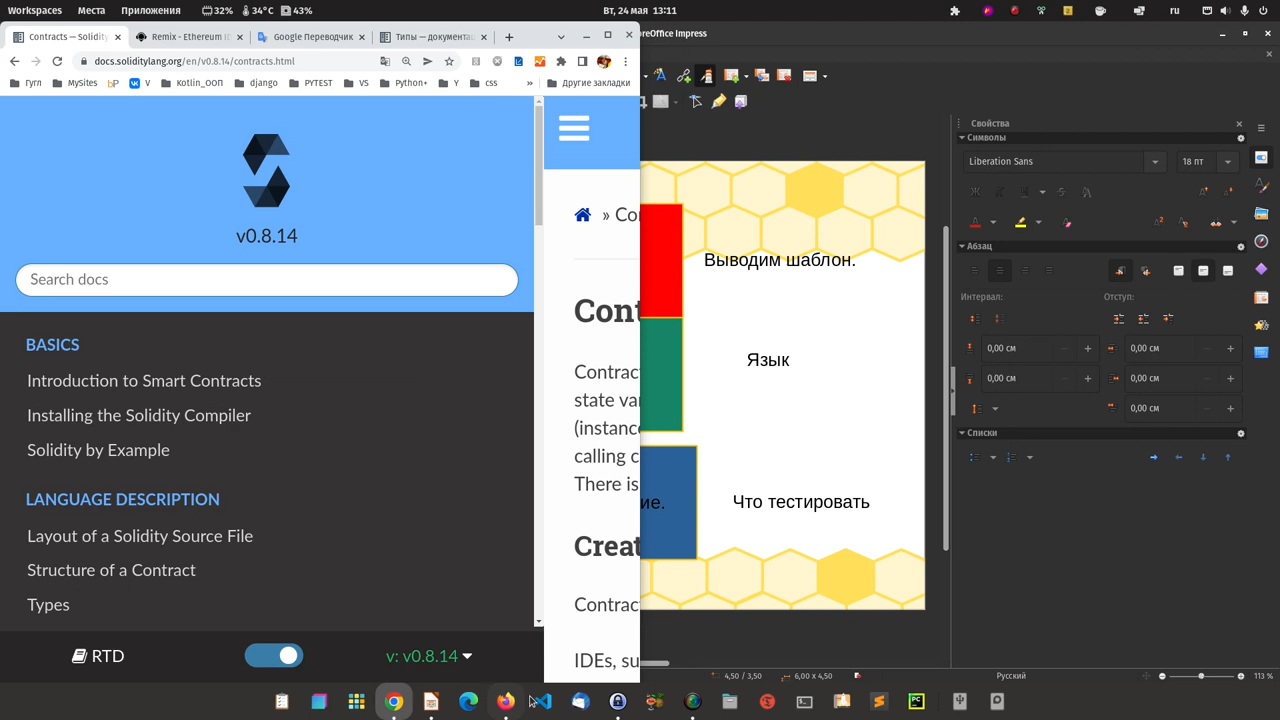 Workspaces Места Приложения 32% 34°C 43% Вт, 24 мая 13:11 ru
Contracts — Solidity Remix - Ethereum ID Google Переводчик Типы — документац
docs.soliditylang.org/en/v0.8.14/contracts.html
Гугл MySites bP V Kotlin_ООП django PYTEST VS Python+ Y css » Другие закладки
v0.8.14
Search docs
BASICS
Introduction to Smart Contracts
Installing the Solidity Compiler
Solidity by Example
LANGUAGE DESCRIPTION
Layout of a Solidity Source File
Structure of a Contract
Types
RTD v: v0.8.14
» Co
Cont
Contrac
state va
(instanc
calling c
There is
Creat
Contrac
IDEs, su
oreOffice Impress
Выводим шаблон.
Язык
ие. Что тестировать
Свойства
Символы
Liberation Sans 18 пт
Абзац
Интервал: Отступ:
0,00 см 0,00 см
0,00 см 0,00 см
0,00 см
Списки
4,50 / 3,50 6,00 x 4,50 Русский 113 %